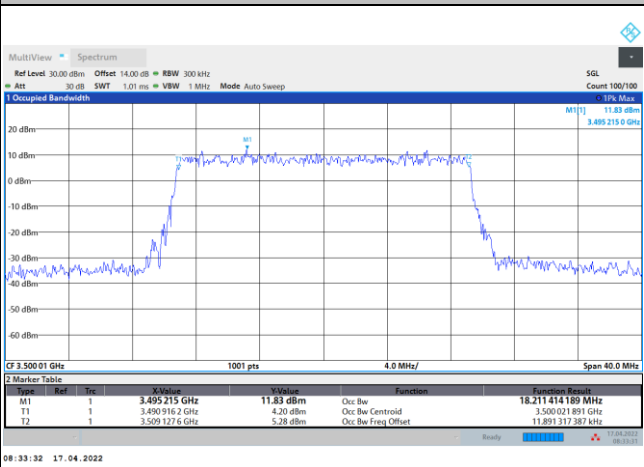 MultiView Spectrum
Ref Level 30.00 dBm Offset 14.00 dB RBW 300 kHz SGL
Att 30 dB SWT 1.01 ms VBW 1 MHz Mode Auto Sweep Count 100/100
1 Occupied Bandwidth 1Pk Max
M1[1] 11.83 dBm
3.495 215 0 GHz
20 dBm
M1
10 dBm
T1
T2
0 dBm
-10 dBm
-20 dBm
-30 dBm
-40 dBm
-50 dBm
-60 dBm
CF 3.500 01 GHz 1001 pts 4.0 MHz/ Span 40.0 MHz
2 Marker Table
Type Ref Trc X-Value Y-Value Function Function Result
M1 1 3.495 215 GHz 11.83 dBm Occ Bw 18.211 414 189 MHz
T1 1 3.490 916 2 GHz 4.20 dBm Occ Bw Centroid 3.500 021 891 GHz
T2 1 3.509 127 6 GHz 5.28 dBm Occ Bw Freq Offset 11.891 317 387 kHz
Ready 17.04.2022
08:33:31
08:33:32 17.04.2022